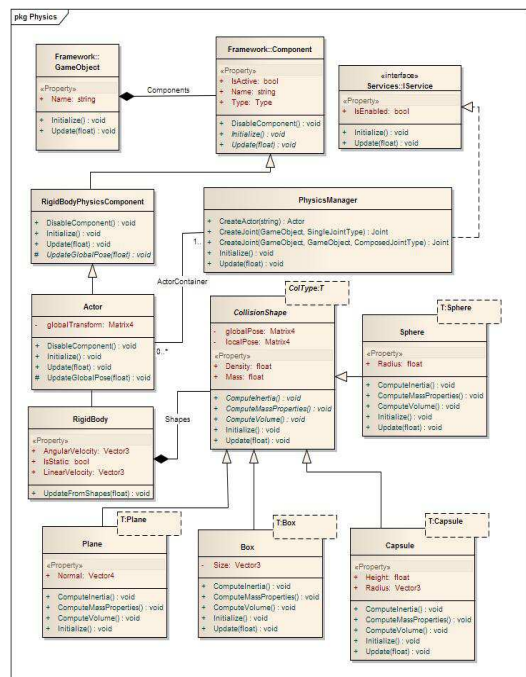 pkg Physics
Framework::
GameObject
«Property»
+ Name: string
+ Initialize() : void
+ Update(float) : void
Components
Framework::Component
«Property»
+ IsActive: bool
+ Name: string
+ Type: Type
+ DisableComponent() : void
+ Initialize() : void
+ Update(float) : void
«interface»
Services::IService
«Property»
+ IsEnabled: bool
+ Initialize() : void
+ Update(float) : void
RigidBodyPhysicsComponent
+ DisableComponent() : void
+ Initialize() : void
+ Update(float) : void
# UpdateGlobalPose(float) : void
PhysicsManager
+ CreateActor(string) : Actor
+ CreateJoint(GameObject, SingleJointType) : Joint
+ CreateJoint(GameObject, GameObject, ComposedJointType) : Joint
+ Initialize() : void
+ Update(float) : void
1..
ActorContainer
0..*
Actor
- globalTransform: Matrix4
+ DisableComponent() : void
+ Initialize() : void
+ Update(float) : void
# UpdateGlobalPose(float) : void
ColType:T
CollisionShape
- globalPose: Matrix4
- localPose: Matrix4
«Property»
+ Density: float
+ Mass: float
+ ComputeInertia() : void
+ ComputeMassProperties() : void
+ ComputeVolume() : void
+ Initialize() : void
+ Update(float) : void
T:Sphere
Sphere
«Property»
+ Radius: float
+ ComputeInertia() : void
+ ComputeMassProperties() : void
+ ComputeVolume() : void
+ Initialize() : void
+ Update(float) : void
RigidBody
«Property»
+ AngularVelocity: Vector3
+ IsStatic: bool
+ LinearVelocity: Vector3
+ UpdateFromShapes(float) : void
Shapes
T:Plane
Plane
«Property»
+ Normal: Vector4
+ ComputeInertia() : void
+ ComputeMassProperties() : void
+ ComputeVolume() : void
+ Initialize() : void
T:Box
Box
- Size: Vector3
+ ComputeInertia() : void
+ ComputeMassProperties() : void
+ ComputeVolume() : void
+ Initialize() : void
+ Update(float) : void
T:Capsule
Capsule
«Property»
+ Height: float
+ Radius: Vector3
+ ComputeInertia() : void
+ ComputeMassProperties() : void
+ ComputeVolume() : void
+ Initialize() : void
+ Update(float) : void